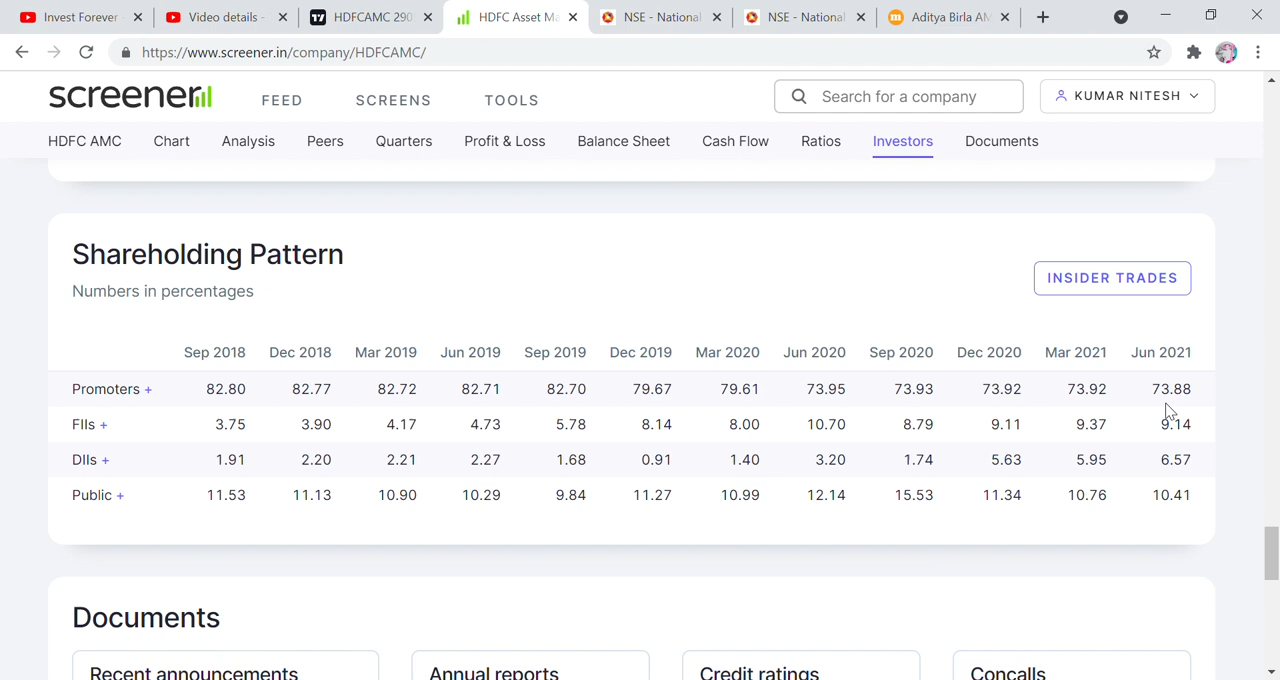 Invest Forever
Video details -
HDFCAMC 290
HDFC Asset Ma
NSE - National
NSE - National
Aditya Birla AM
https://www.screener.in/company/HDFCAMC/
screener
FEED
SCREENS
TOOLS
Search for a company
KUMAR NITESH
HDFC AMC
Chart
Analysis
Peers
Quarters
Profit & Loss
Balance Sheet
Cash Flow
Ratios
Investors
Documents
Shareholding Pattern
Numbers in percentages
INSIDER TRADES
Sep 2018 Dec 2018 Mar 2019 Jun 2019 Sep 2019 Dec 2019 Mar 2020 Jun 2020 Sep 2020 Dec 2020 Mar 2021 Jun 2021
Promoters + 82.80 82.77 82.72 82.71 82.70 79.67 79.61 73.95 73.93 73.92 73.92 73.88
FIIs + 3.75 3.90 4.17 4.73 5.78 8.14 8.00 10.70 8.79 9.11 9.37 9.14
DIIs + 1.91 2.20 2.21 2.27 1.68 0.91 1.40 3.20 1.74 5.63 5.95 6.57
Public + 11.53 11.13 10.90 10.29 9.84 11.27 10.99 12.14 15.53 11.34 10.76 10.41
Documents
Recent announcements
Annual reports
Credit ratings
Concalls